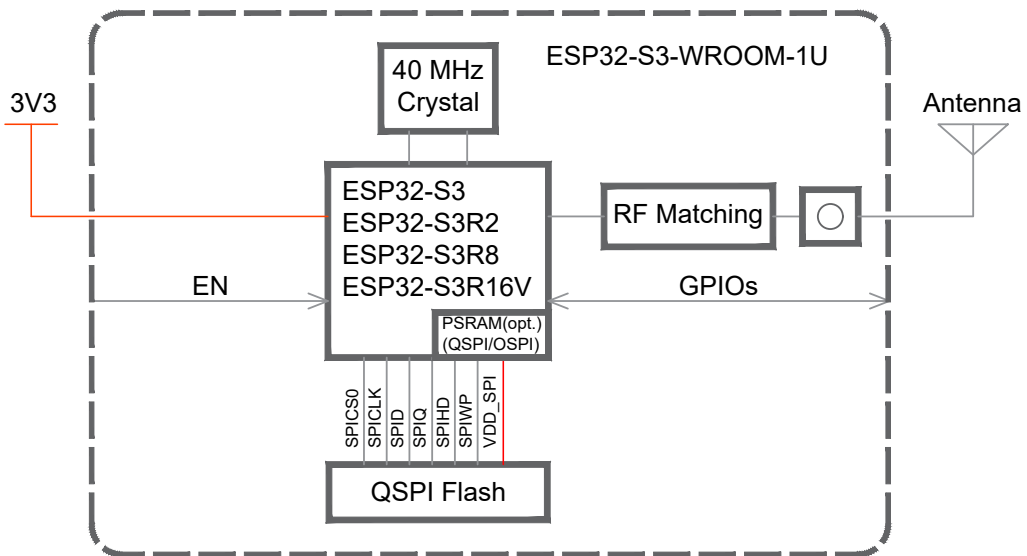 ESP32-S3-WROOM-1U
40 MHz
Crystal
3V3
Antenna
ESP32-S3
ESP32-S3R2
ESP32-S3R8
ESP32-S3R16V
RF Matching
EN
GPIOs
PSRAM(opt.)
(QSPI/OSPI)
SPICS0
SPICLK
SPID
SPIQ
SPIHD
SPIWP
VDD_SPI
QSPI Flash